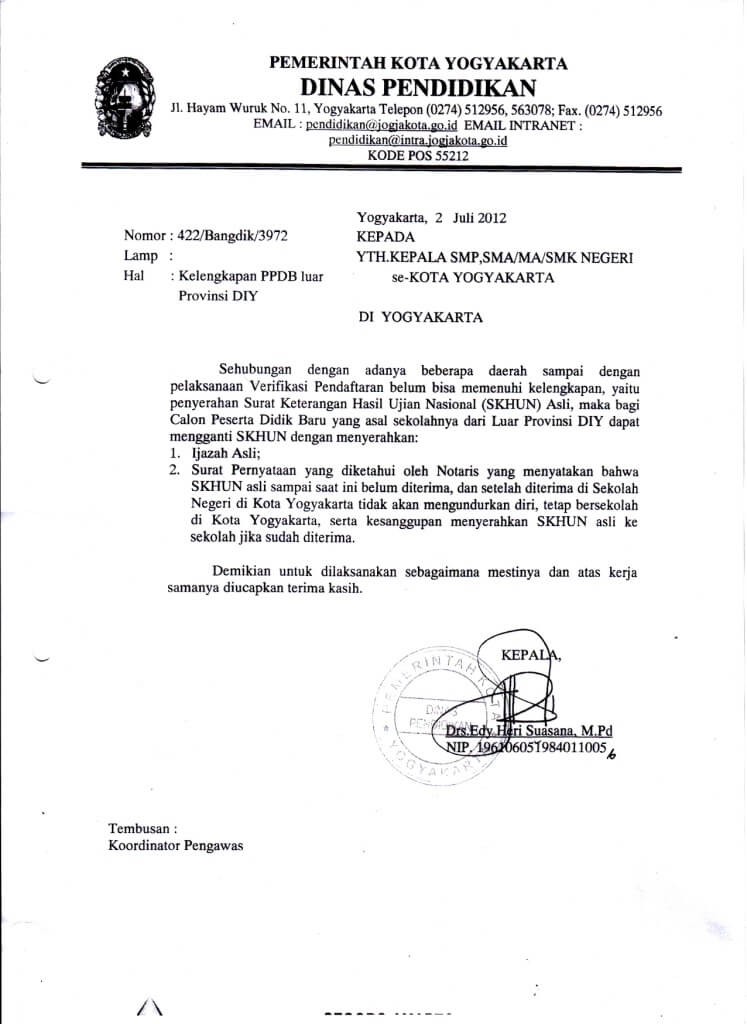 PEMERINTAH KOTA YOGYAKARTA
DINAS PENDIDIKAN
Jl. Hayam Wuruk No. 11, Yogyakarta Telepon (0274) 512956, 563078; Fax. (0274) 512956
EMAIL : pendidikan@jogjakota.go.id EMAIL INTRANET :
pendidikan@intra.jogjakota.go.id
KODE POS 55212
Yogyakarta, 2 Juli 2012
Nomor : 422/Bangdik/3972
KEPADA
Lamp :
YTH.KEPALA SMP,SMA/MA/SMK NEGERI
Hal : Kelengkapan PPDB luar
se-KOTA YOGYAKARTA
Provinsi DIY
DI YOGYAKARTA
Sehubungan dengan adanya beberapa daerah sampai dengan
pelaksanaan Verifikasi Pendaftaran belum bisa memenuhi kelengkapan, yaitu
penyerahan Surat Keterangan Hasil Ujian Nasional (SKHUN) Asli, maka bagi
Calon Peserta Didik Baru yang asal sekolahnya dari Luar Provinsi DIY dapat
mengganti SKHUN dengan menyerahkan:
1. Ijazah Asli;
2. Surat Pernyataan yang diketahui oleh Notaris yang menyatakan bahwa
SKHUN asli sampai saat ini belum diterima, dan setelah diterima di Sekolah
Negeri di Kota Yogyakarta tidak akan mengundurkan diri, tetap bersekolah
di Kota Yogyakarta, serta kesanggupan menyerahkan SKHUN asli ke
sekolah jika sudah diterima.
Demikian untuk dilaksanakan sebagaimana mestinya dan atas kerja
samanya diucapkan terima kasih.
KEPALA,
PEMERINTAH KOTA
DINAS
PENDIDIKAN
YOGYAKARTA
Drs.Edy Heri Suasana, M.Pd
NIP. 196106051984011005
Tembusan :
Koordinator Pengawas